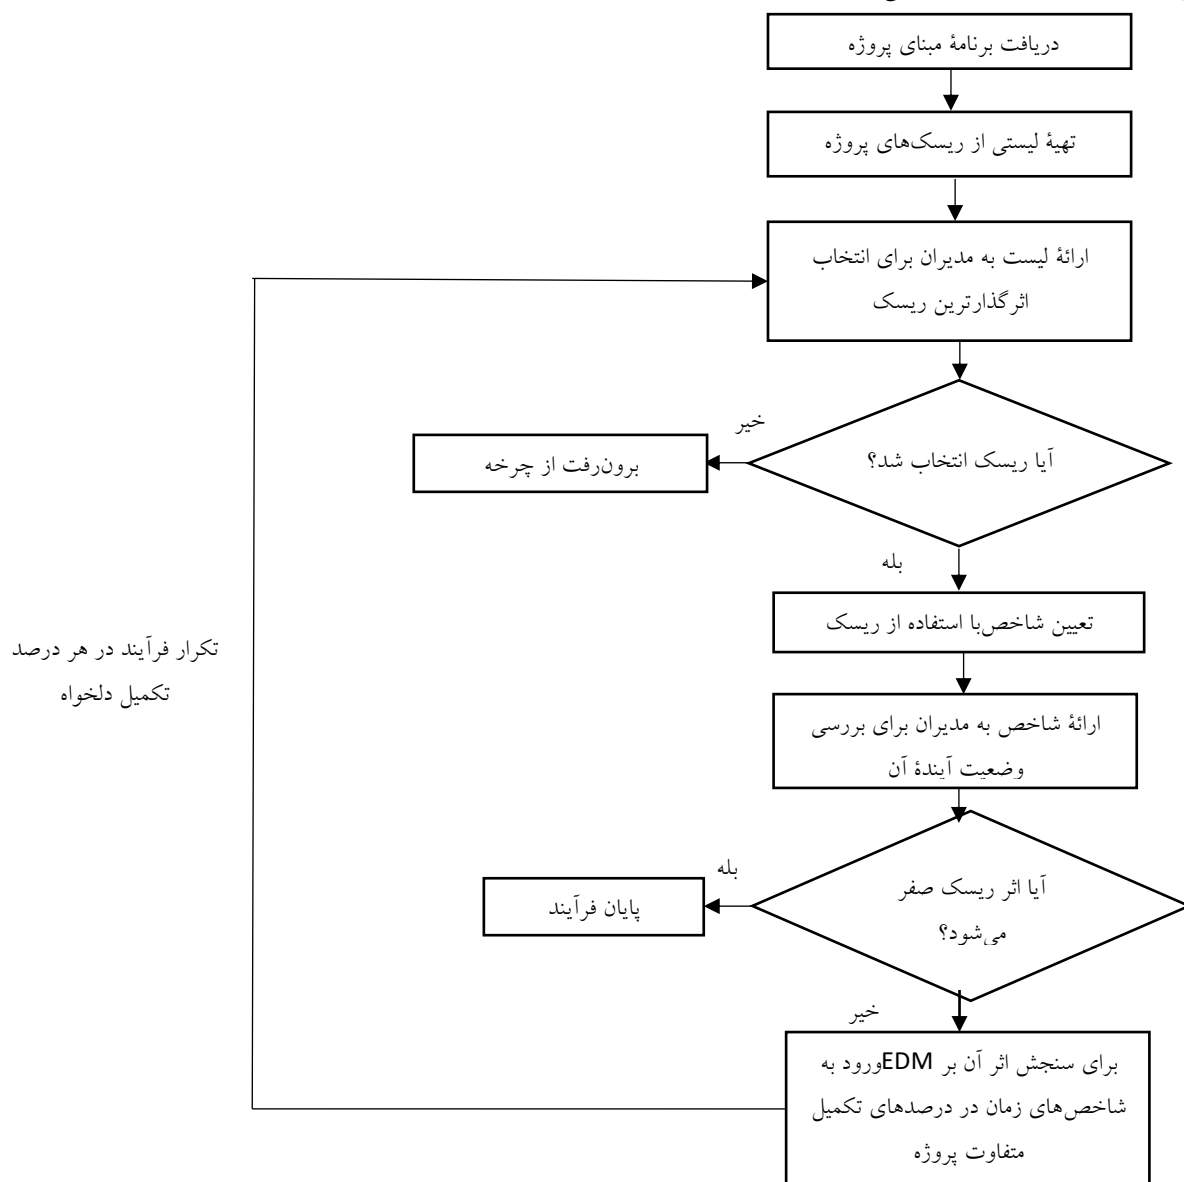 دریافت برنامهٔ مبنای پروژه
تهیهٔ لیستی از ریسک‌های پروژه
ارائهٔ لیست به مدیران برای انتخاب
اثرگذارترین ریسک
خیر
آیا ریسک انتخاب شد؟
برون‌رفت از چرخه
بله
تعیین شاخص‌با استفاده از ریسک
تکرار فرآیند در هر درصد
تکمیل دلخواه
ارائهٔ شاخص به مدیران برای بررسی
وضعیت آیندهٔ آن
بله
آیا اثر ریسک صفر
می‌شود؟
پایان فرآیند
خیر
برای سنجش اثر آن بر EDMورود به
شاخص‌های زمان در درصدهای تکمیل
متفاوت پروژه